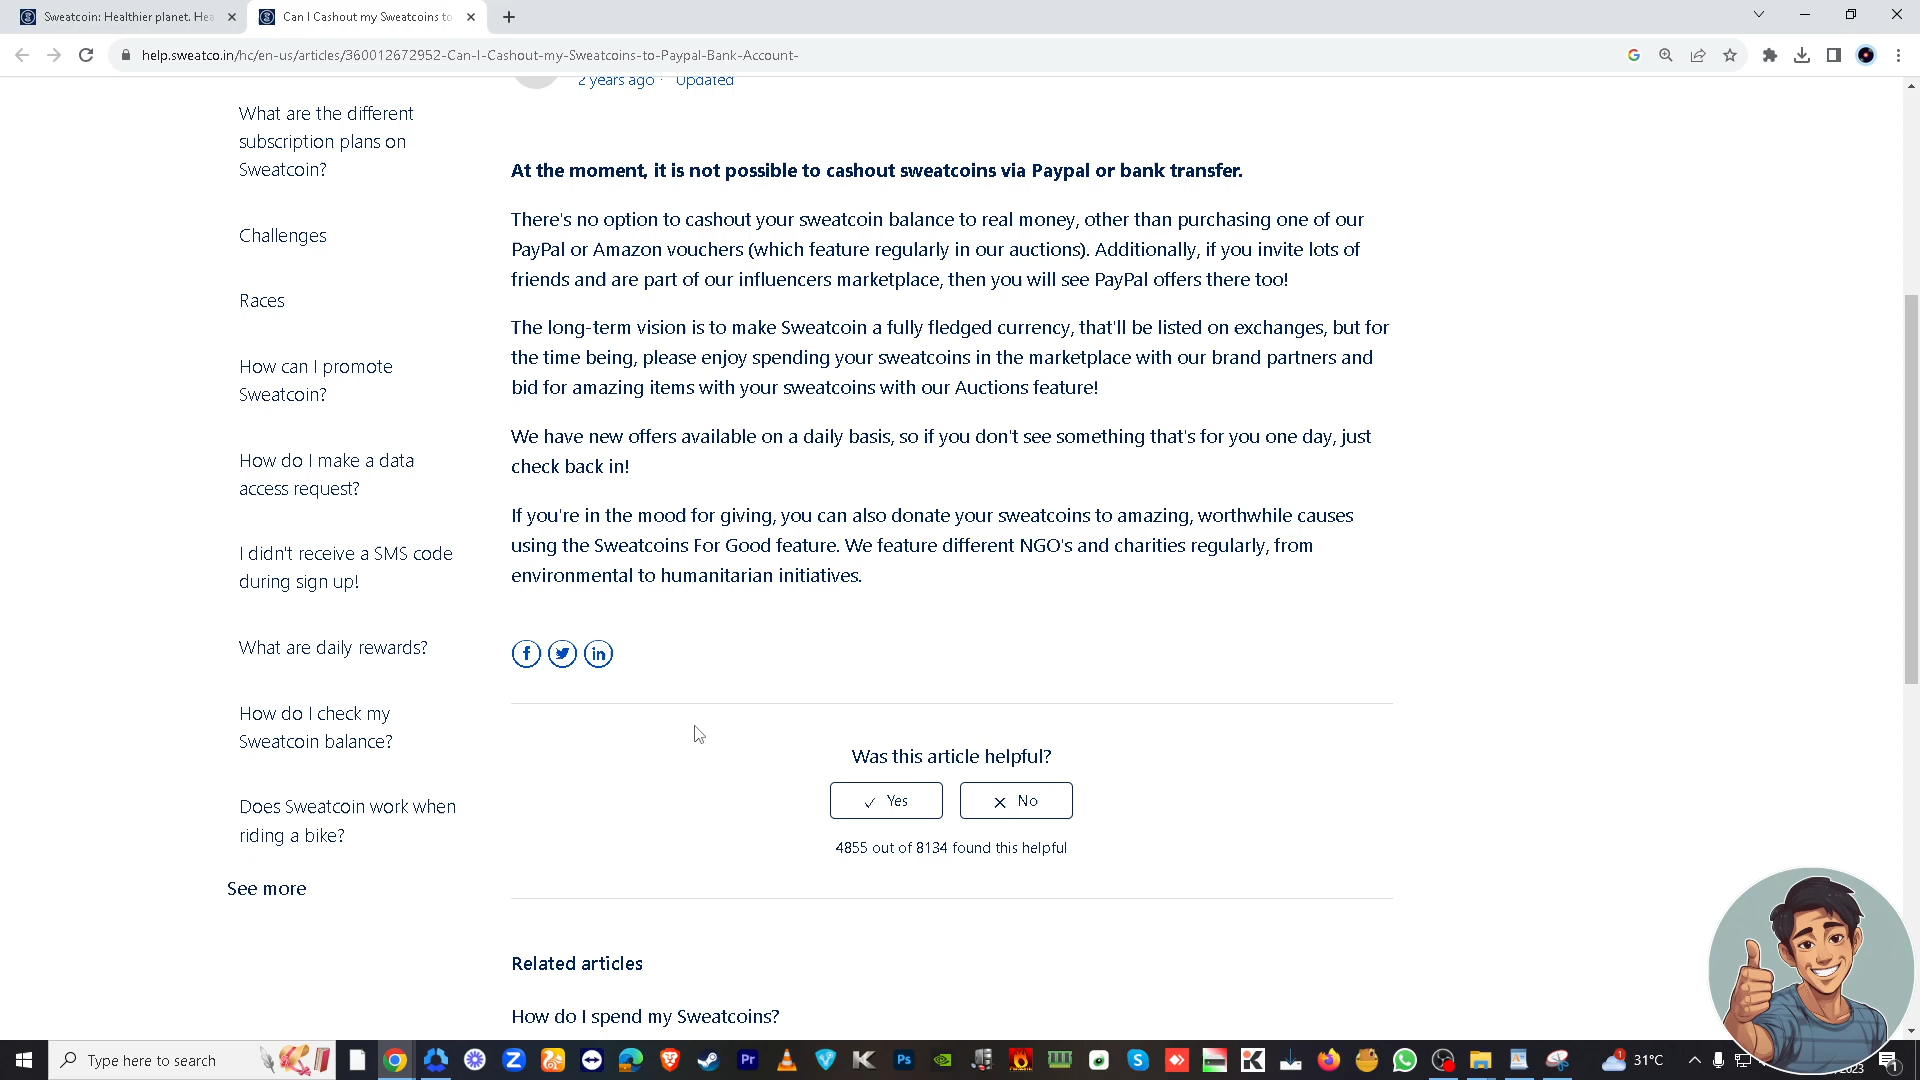 Sweatcoin: Healthier planet. Hea
Can I Cashout my Sweatcoins to
help.sweatco.in/hc/en-us/articles/360012672952-Can-I-Cashout-my-Sweatcoins-to-Paypal-Bank-Account-
2 years ago · Updated
What are the different
subscription plans on
Sweatcoin?
Challenges
Races
How can I promote
Sweatcoin?
How do I make a data
access request?
I didn't receive a SMS code
during sign up!
What are daily rewards?
How do I check my
Sweatcoin balance?
Does Sweatcoin work when
riding a bike?
See more
At the moment, it is not possible to cashout sweatcoins via Paypal or bank transfer.
There's no option to cashout your sweatcoin balance to real money, other than purchasing one of our
PayPal or Amazon vouchers (which feature regularly in our auctions). Additionally, if you invite lots of
friends and are part of our influencers marketplace, then you will see PayPal offers there too!
The long-term vision is to make Sweatcoin a fully fledged currency, that'll be listed on exchanges, but for
the time being, please enjoy spending your sweatcoins in the marketplace with our brand partners and
bid for amazing items with your sweatcoins with our Auctions feature!
We have new offers available on a daily basis, so if you don't see something that's for you one day, just
check back in!
If you're in the mood for giving, you can also donate your sweatcoins to amazing, worthwhile causes
using the Sweatcoins For Good feature. We feature different NGO's and charities regularly, from
environmental to humanitarian initiatives.
Was this article helpful?
Yes
No
4855 out of 8134 found this helpful
Related articles
How do I spend my Sweatcoins?
Type here to search
31°C